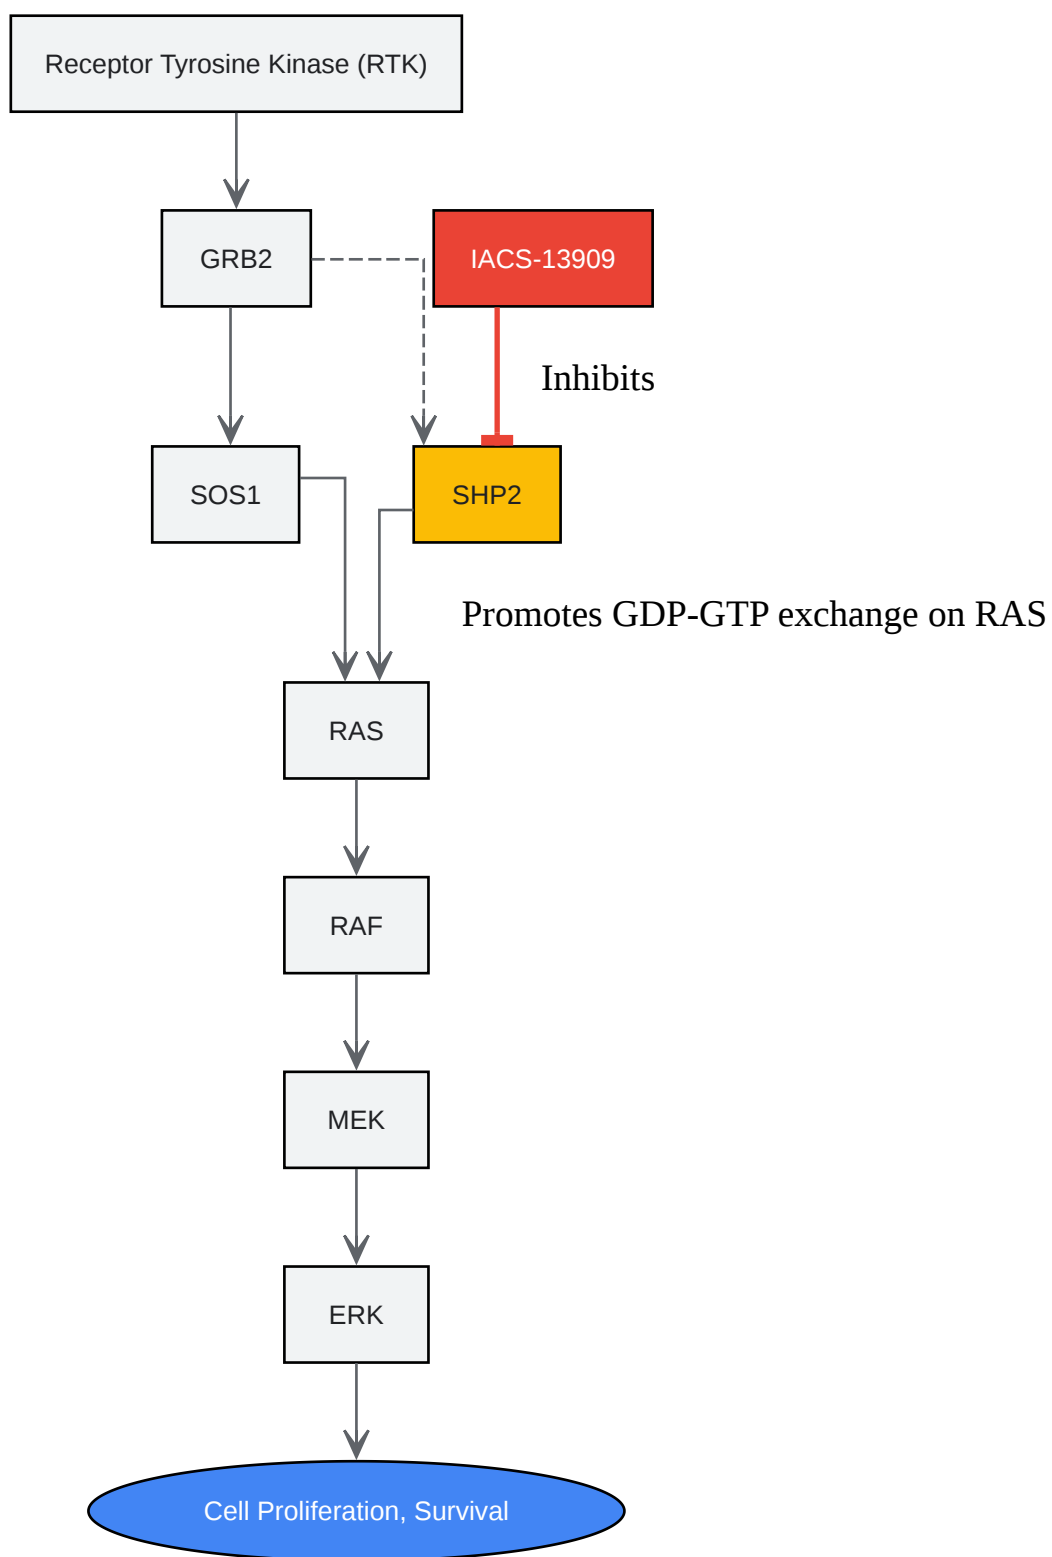 Receptor Tyrosine Kinase (RTK)
GRB2
IACS-13909
Inhibits
SOS1
SHP2
Promotes GDP-GTP exchange on RAS
RAS
RAF
MEK
ERK
Cell Proliferation, Survival